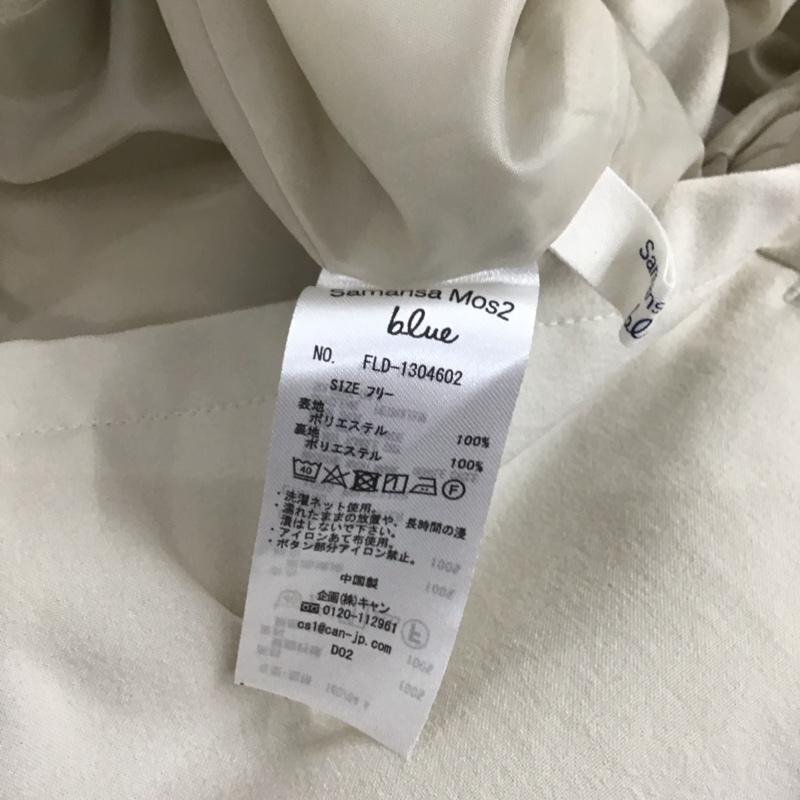 Samansa Mos2
blue
NO. FLD-1304602
SIZE フリー
表地
ポリエステル 100%
裏地
ポリエステル 100%
40 F
・洗濯ネット使用。
・濡れたままの放置や、長時間の浸
漬はしないで下さい。
・アイロンあて布使用。
・ボタン部分アイロン禁止。
中国製
企画(株)キャン
0120-112961
cs1@can-jp.com
D02